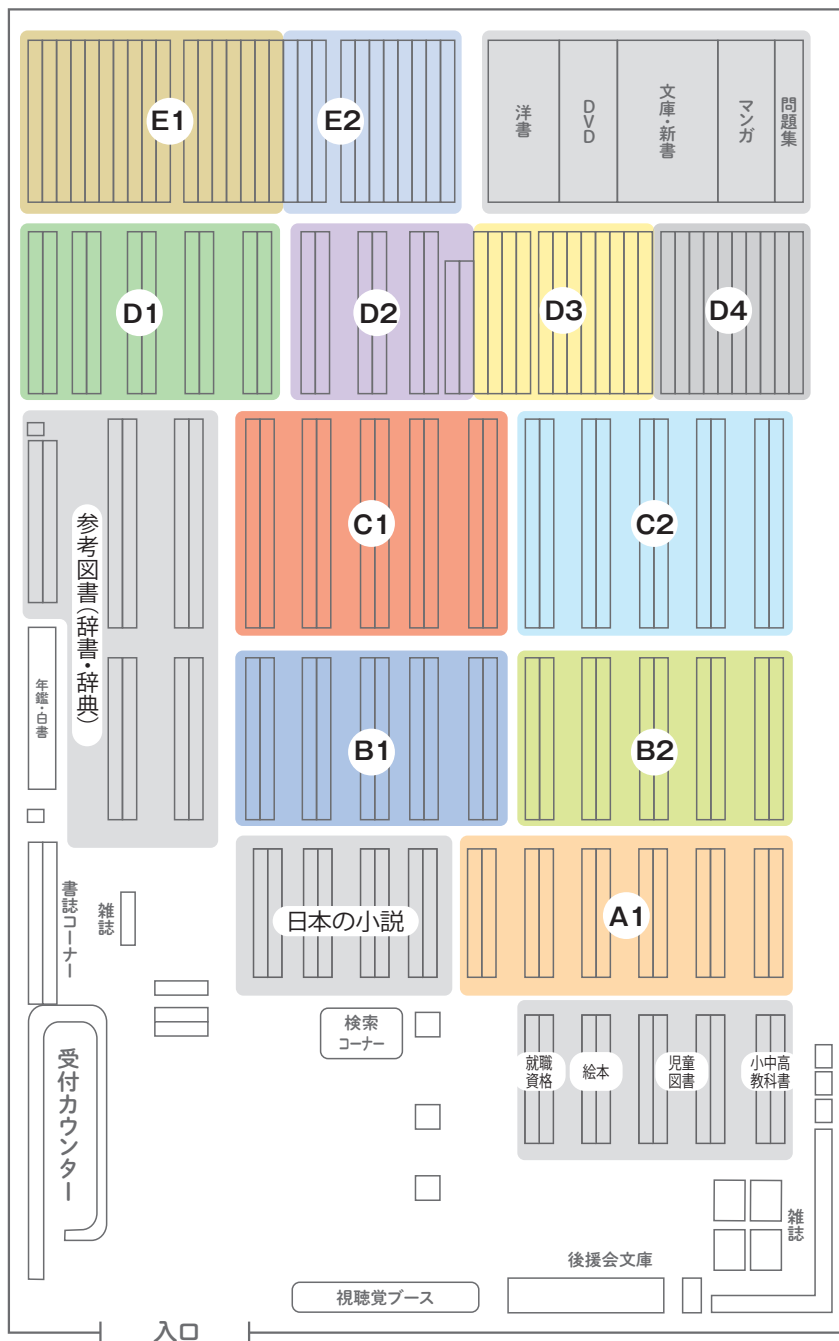 E1
E2
洋書
DVD
文庫・新書
マンガ
問題集
D1
D2
D3
D4
参考図書（辞書・辞典）
C1
C2
年鑑・白書
B1
B2
書誌コーナー
雑誌
日本の小説
A1
検索
コーナー
就職
資格
絵本
児童
図書
小中高
教科書
受付カウンター
雑誌
後援会文庫
視聴覚ブース
入口